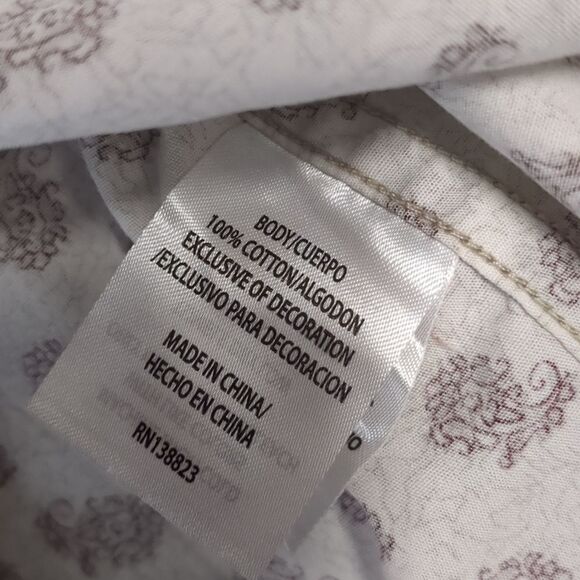 BODY/CUERPO
100% COTTON/ALGODON
EXCLUSIVE OF DECORATION
/EXCLUSIVO PARA DECORACION
MADE IN CHINA/
HECHO EN CHINA
RN138823